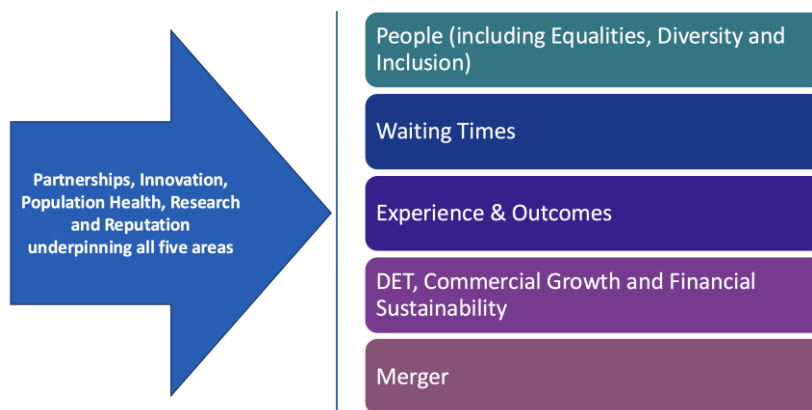 Partnerships, Innovation,
Population Health, Research
and Reputation
underpinning all five areas
People (including Equalities, Diversity and
Inclusion)
Waiting Times
Experience & Outcomes
DET, Commercial Growth and Financial
Sustainability
Merger